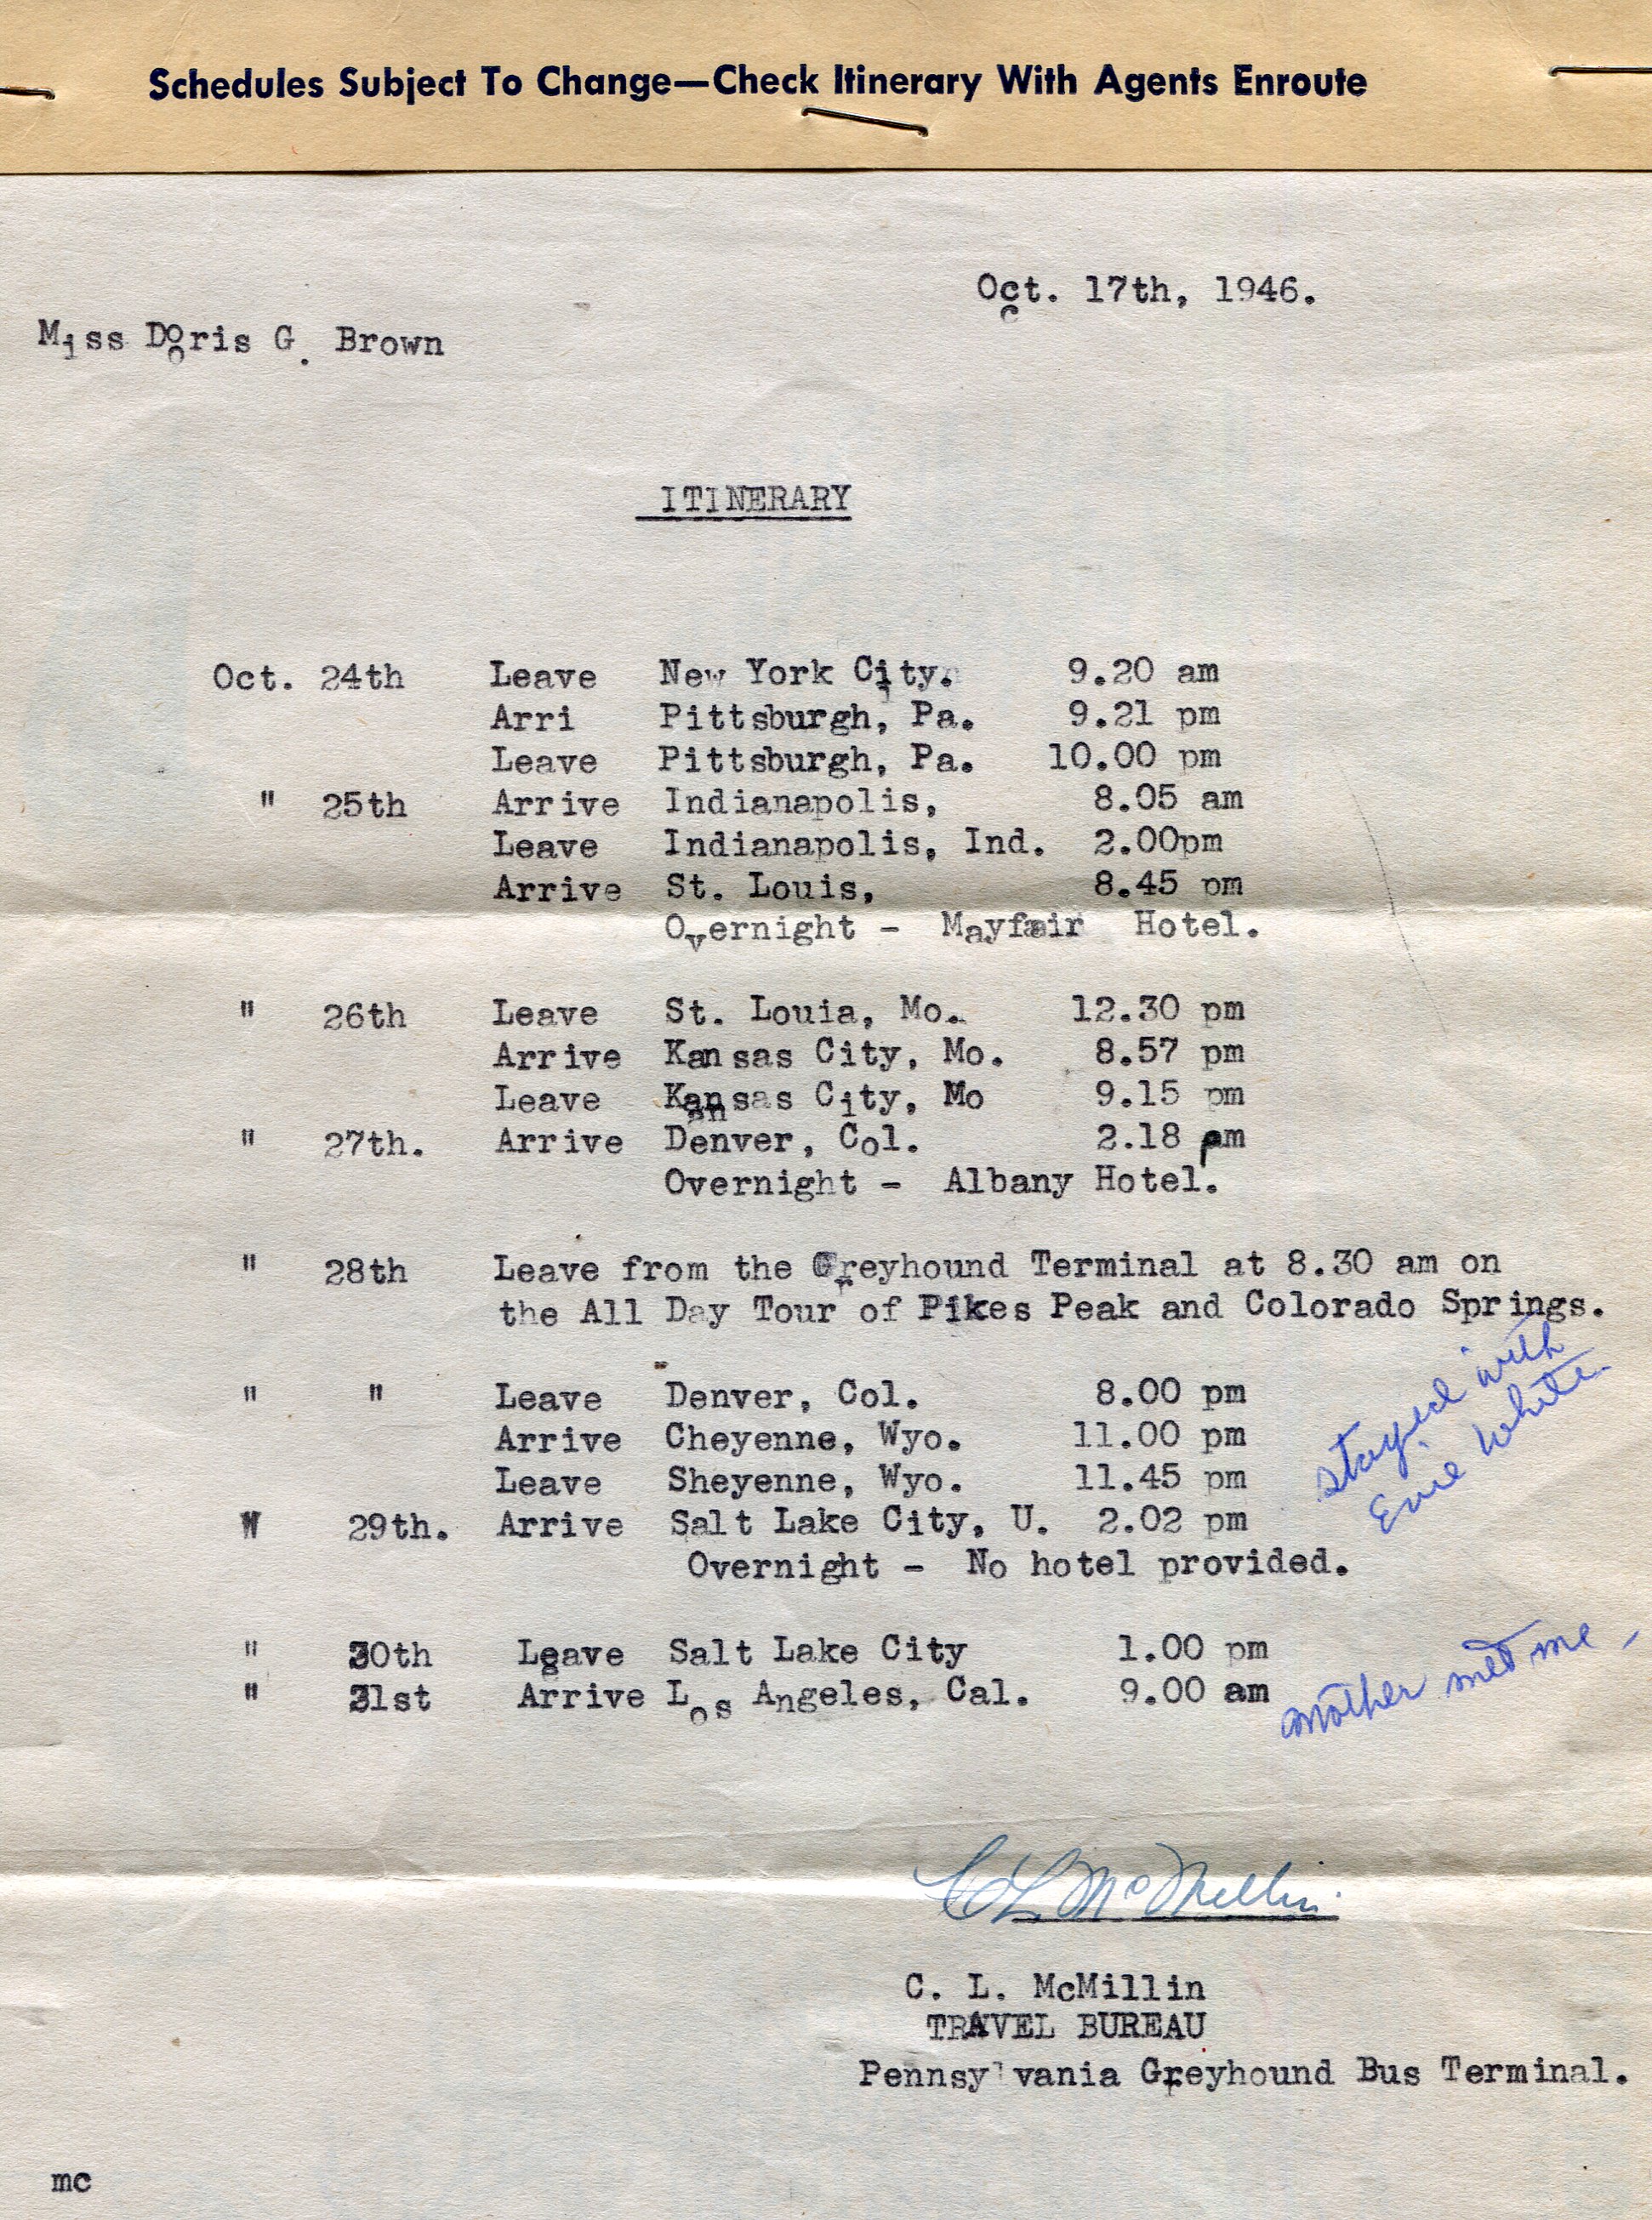 Schedules Subject To Change—Check Itinerary With Agents Enroute
Oct. 17th, 1946.
Miss Doris G. Brown
ITINERARY
Oct. 24th Leave New York City. 9.20 am
Arri Pittsburgh, Pa. 9.21 pm
Leave Pittsburgh, Pa. 10.00 pm
" 25th Arrive Indianapolis, 8.05 am
Leave Indianapolis, Ind. 2.00pm
Arrive St. Louis, 8.45 pm
Overnight - Mayfair Hotel.
" 26th Leave St. Louia, Mo. 12.30 pm
Arrive Kansas City, Mo. 8.57 pm
Leave Kansas City, Mo 9.15 pm
" 27th. Arrive Denver, Col. 2.18 pm
Overnight - Albany Hotel.
" 28th Leave from the Greyhound Terminal at 8.30 am on
the All Day Tour of Pikes Peak and Colorado Springs.
" " Leave Denver, Col. 8.00 pm
Arrive Cheyenne, Wyo. 11.00 pm
Leave Sheyenne, Wyo. 11.45 pm
stayed with
Evie White
" 29th. Arrive Salt Lake City, U. 2.02 pm
Overnight - No hotel provided.
" 30th Leave Salt Lake City 1.00 pm
" 31st Arrive Los Angeles, Cal. 9.00 am
mother met me -
CL McMillin
C. L. McMillin
TRAVEL BUREAU
Pennsylvania Greyhound Bus Terminal.
mc